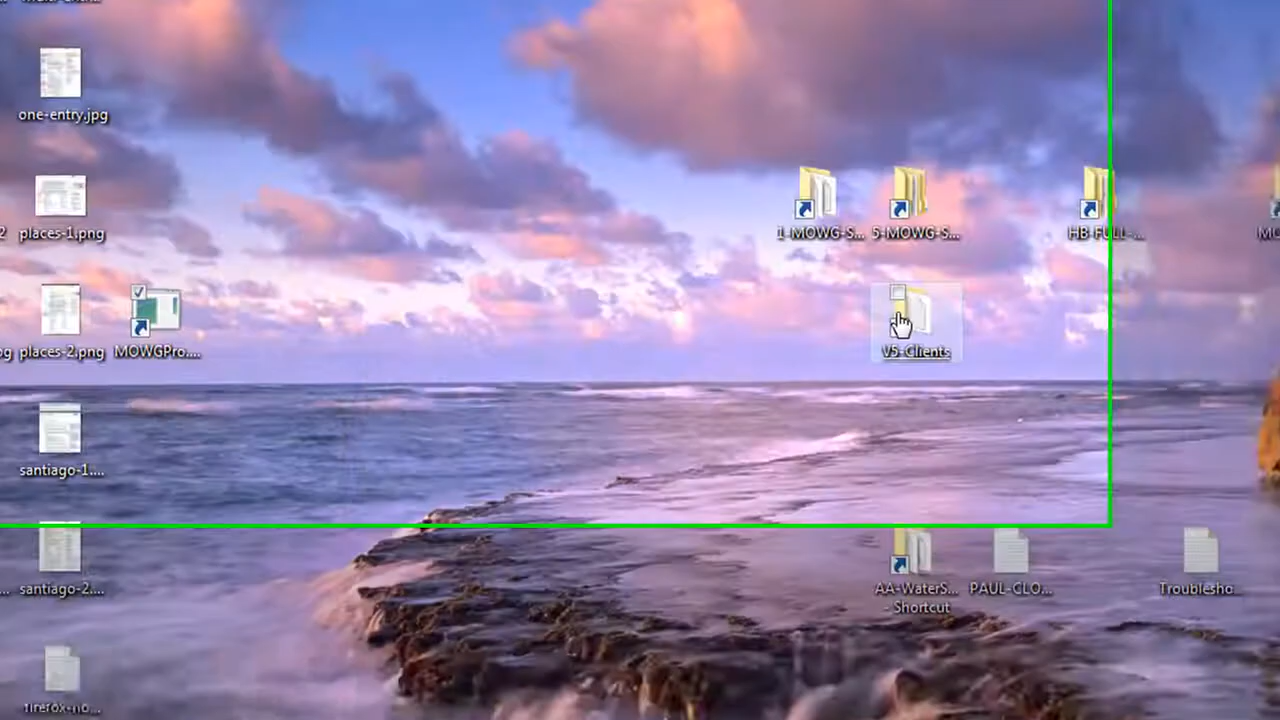 one-entry.jpg
places-1.png
1-MOWG-S...
5-MOWG-S...
HB-FULL-...
places-2.png
MOWGPro....
V5-Clients
santiago-1....
santiago-2....
AA-WaterS...
- Shortcut
PAUL-CLO...
Troublesho...
firefox-no...